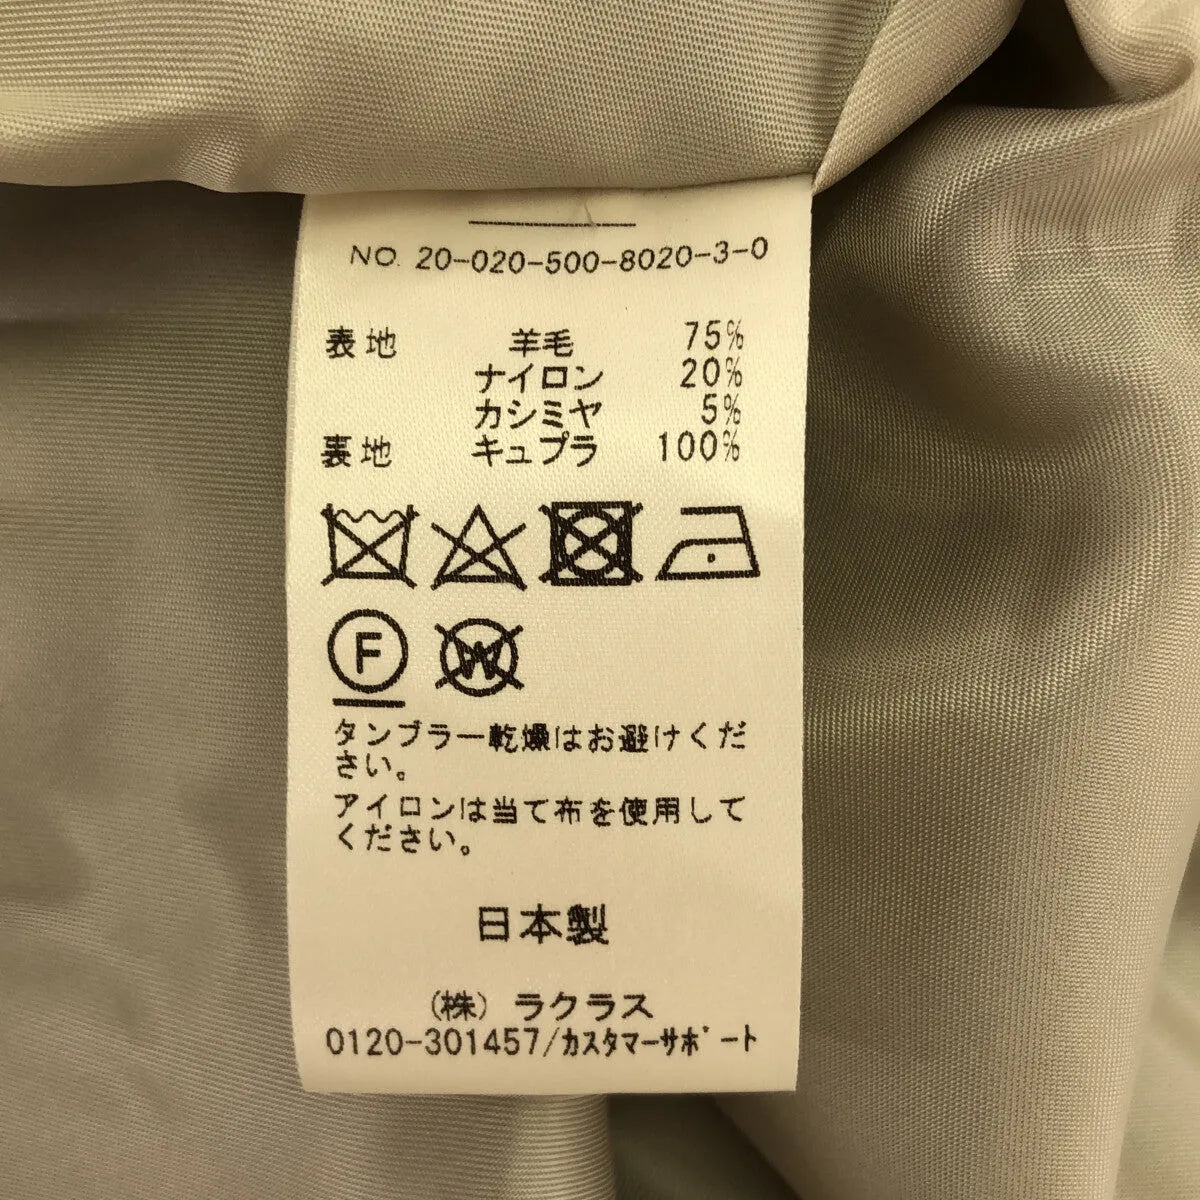 NO. 20-020-500-8020-3-0
表地 羊毛 75%
ナイロン 20%
カシミヤ 5%
裏地 キュプラ 100%
F W
タンブラー乾燥はお避けくだ
さい。
アイロンは当て布を使用して
ください。
日本製
(株) ラクラス
0120-301457/ｶｽﾀﾏｰｻﾎﾟｰﾄ